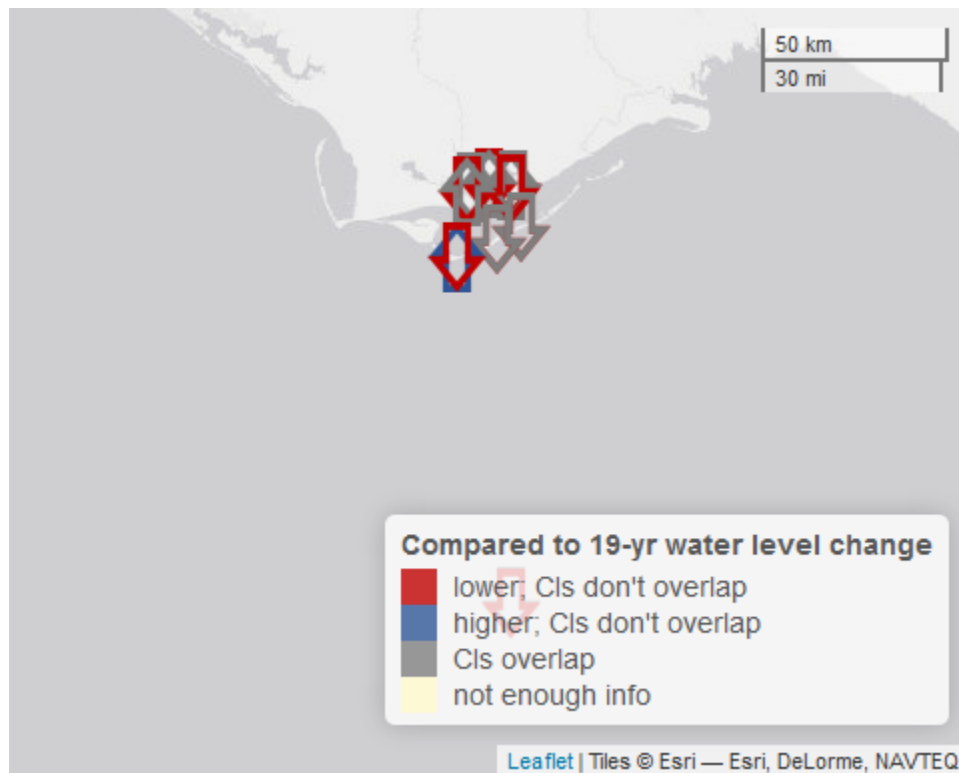 50 km
30 mi
Compared to 19-yr water level change
lower; CIs don't overlap
higher; CIs don't overlap
CIs overlap
not enough info
Leaflet | Tiles © Esri — Esri, DeLorme, NAVTEQ